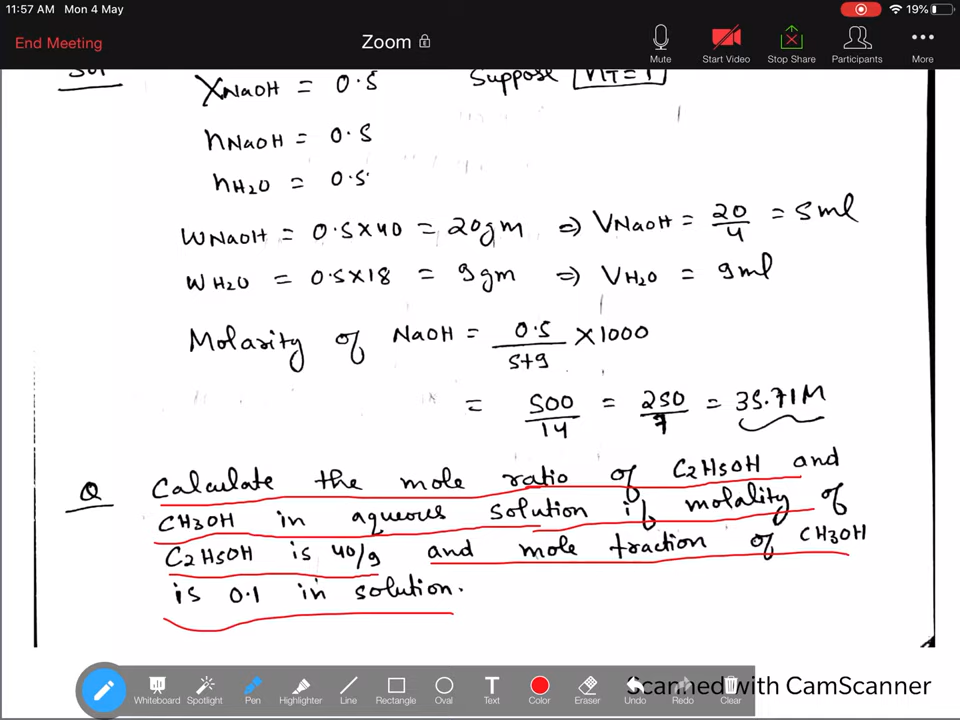 11:57 AM Mon 4 May
19%
End Meeting
Zoom
Mute
Start Video
Stop Share
Participants
More
Sol
XNaOH = 0.5 Suppose nT=1
nNaOH = 0.5
nH2O = 0.5
WNaOH = 0.5×40 = 20gm ⇒ VNaOH = 20/4 = 5ml
WH2O = 0.5×18 = 9gm ⇒ VH2O = 9ml
Molarity of NaOH = 0.5/5+9 ×1000
= 500/14 = 250/7 = 35.71M
Q Calculate the mole ratio of C2H5OH and
CH3OH in aqueous solution if molality of
C2H5OH is 40/9 and mole fraction of CH3OH
is 0.1 in solution.
Whiteboard Spotlight Pen Highlighter Line Rectangle Oval Text Color Eraser Undo Redo Clear
Scanned with CamScanner